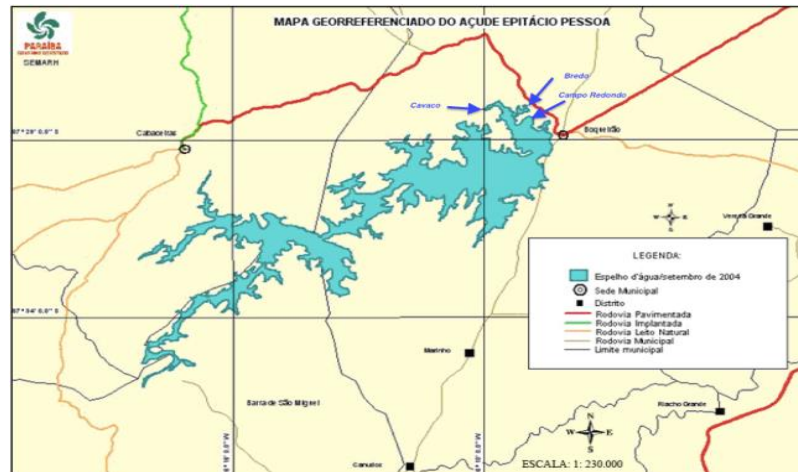 MAPA GEORREFERENCIADO DO AÇUDE EPITÁCIO PESSOA
PARAÍBA
SEMARH
Bredo
Campo Redondo
Cavaco
Cabaceiras
Boqueirão
LEGENDA:
Espelho d'água/setembro de 2004
Sede Municipal
Distrito
Rodovia Pavimentada
Rodovia Implantada
Rodovia Leito Natural
Rodovia Municipal
Limite municipal
Marinho
Barra de São Miguel
Riacho Grande
Canudos
N
W
E
S
ESCALA: 1: 230.000